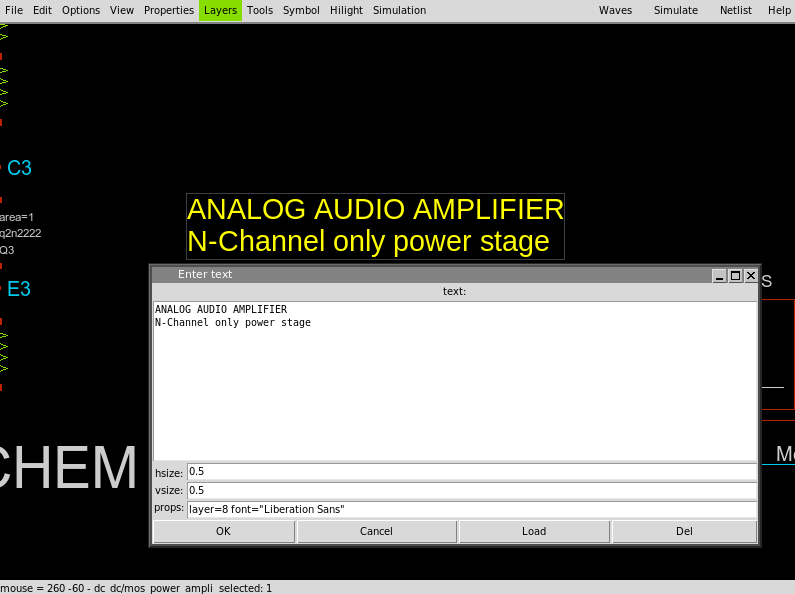 File Edit Options View Properties Layers Tools Symbol Hilight Simulation Waves Simulate Netlist Help
C3
ANALOG AUDIO AMPLIFIER
N-Channel only power stage
area=1
q2n2222
Q3
E3
Enter text
text:
ANALOG AUDIO AMPLIFIER
N-Channel only power stage
S
CHEM
M
hsize: 0.5
vsize: 0.5
props: layer=8 font="Liberation Sans"
OK Cancel Load Del
mouse = 260 -60 - dc_dc/mos_power_ampli selected: 1